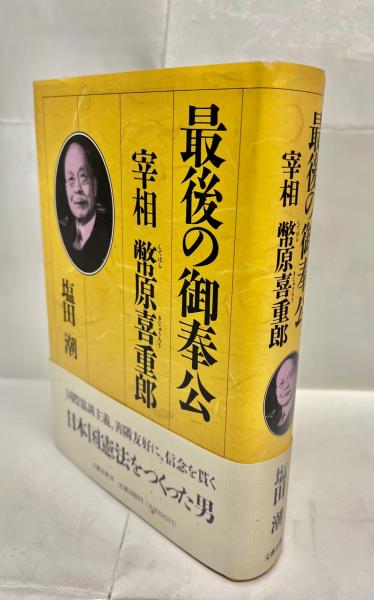 最後の御奉公
宰相 幣原喜重郎
しではら きじゅうろう
塩田 潮
国際協調主義、善隣友好に、信念を貫く
日本国憲法をつくった男
最後の御奉公
宰相 幣原喜重郎
塩田 潮